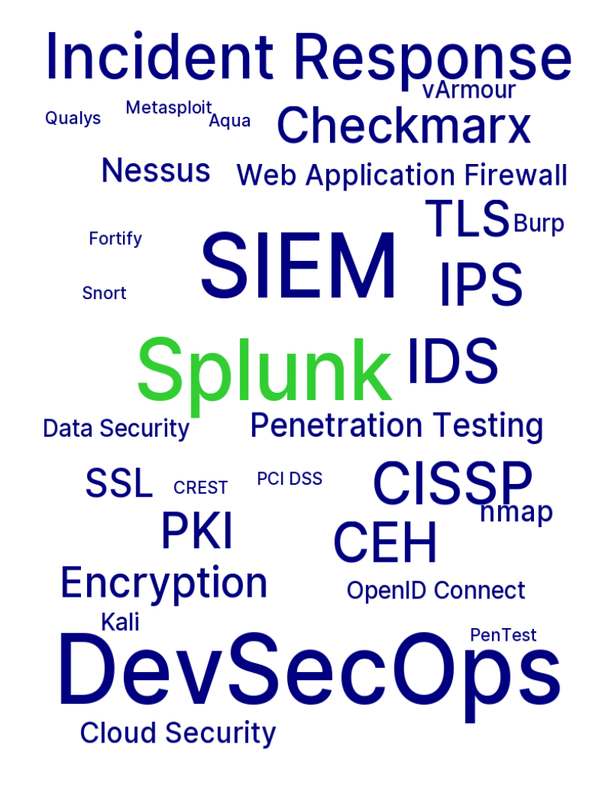 Incident Response
vArmour
Qualys
Metasploit
Aqua
Checkmarx
Nessus
Web Application Firewall
TLS
Burp
Fortify
SIEM
IPS
Snort
Splunk
IDS
Data Security
Penetration Testing
SSL
CREST
PCI DSS
CISSP
nmap
PKI
CEH
Encryption
OpenID Connect
Kali
PenTest
DevSecOps
Cloud Security